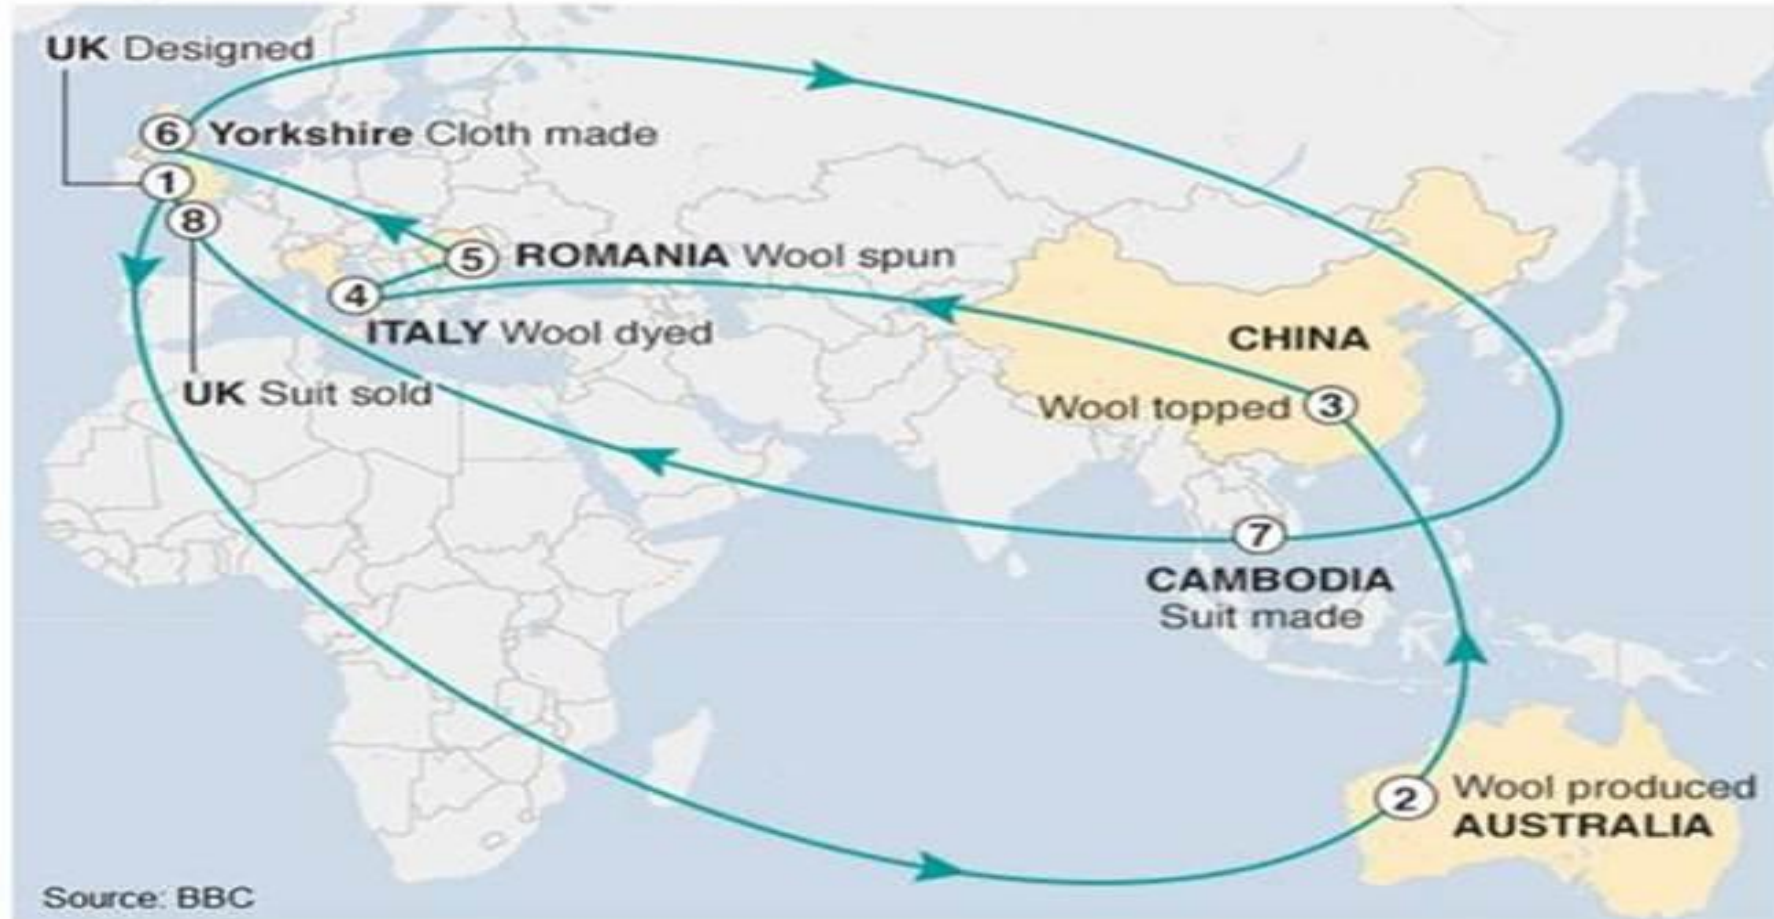 UK Designed
6 Yorkshire Cloth made
1
8
5 ROMANIA Wool spun
4
ITALY Wool dyed
CHINA
UK Suit sold
Wool topped 3
7
CAMBODIA
Suit made
2 Wool produced
AUSTRALIA
Source: BBC